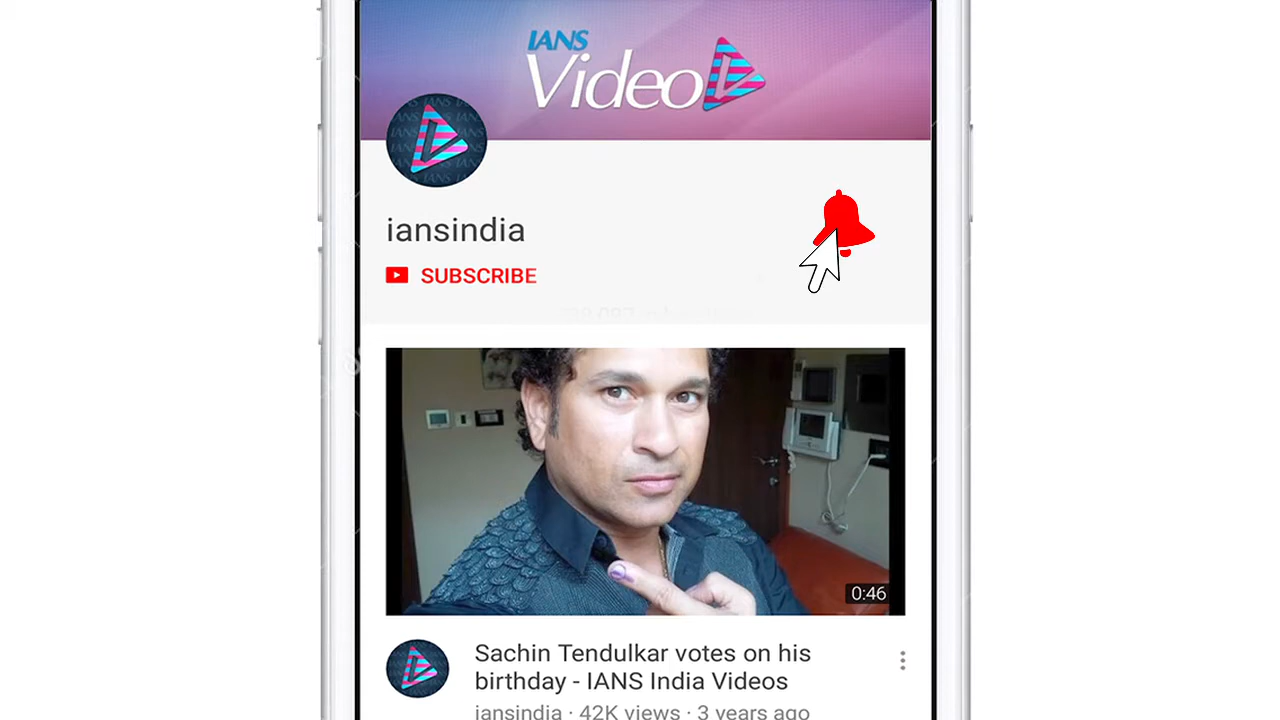 IANS
Video
iansindia
SUBSCRIBE
0:46
Sachin Tendulkar votes on his
birthday - IANS India Videos
iansindia · 42K views · 3 years ago